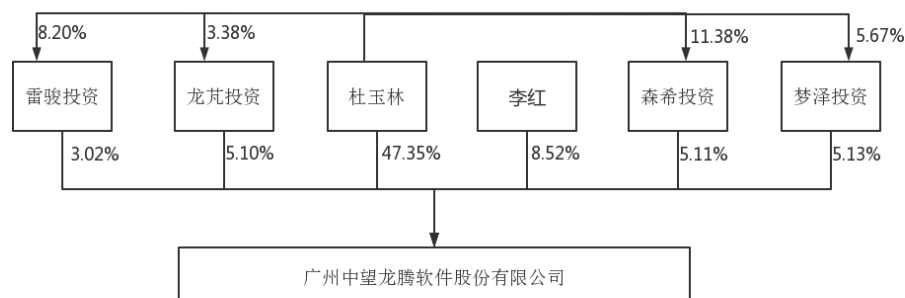 8.20%
3.38%
11.38%
5.67%
雷骏投资
龙芃投资
杜玉林
李红
森希投资
梦泽投资
3.02%
5.10%
47.35%
8.52%
5.11%
5.13%
广州中望龙腾软件股份有限公司